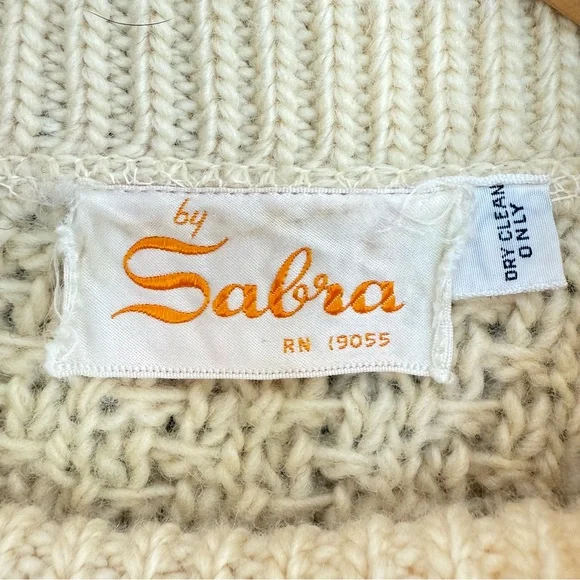 by
Sabra
RN 19055
DRY CLEAN
ONLY